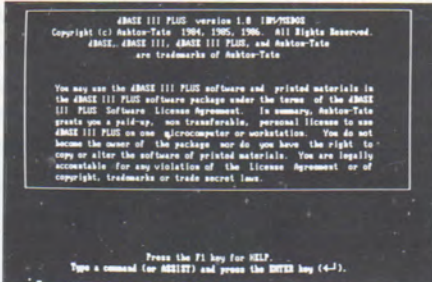 dBASE III PLUS version 1.0 IBM/MSDOS
Copyright (c) Ashton-Tate 1984, 1985, 1986. All Rights Reserved.
dBASE, dBASE III, dBASE III PLUS, and Ashton-Tate
are trademarks of Ashton-Tate
You may use the dBASE III PLUS software and printed materials in
the dBASE III PLUS software package under the terms of the dBASE
III PLUS Software License Agreement. In summary, Ashton-Tate
grants you a paid-up, non transferable, personal license to use
dBASE III PLUS on one microcomputer or workstation. You do not
become the owner of the package nor do you have the right to
copy or alter the software of printed materials. You are legally
accountable for any violation of the License Agreement or of
copyright, trademarks or trade secret laws.
Press the F1 key for HELP.
Type a command (or ASSIST) and press the ENTER key (←┘).